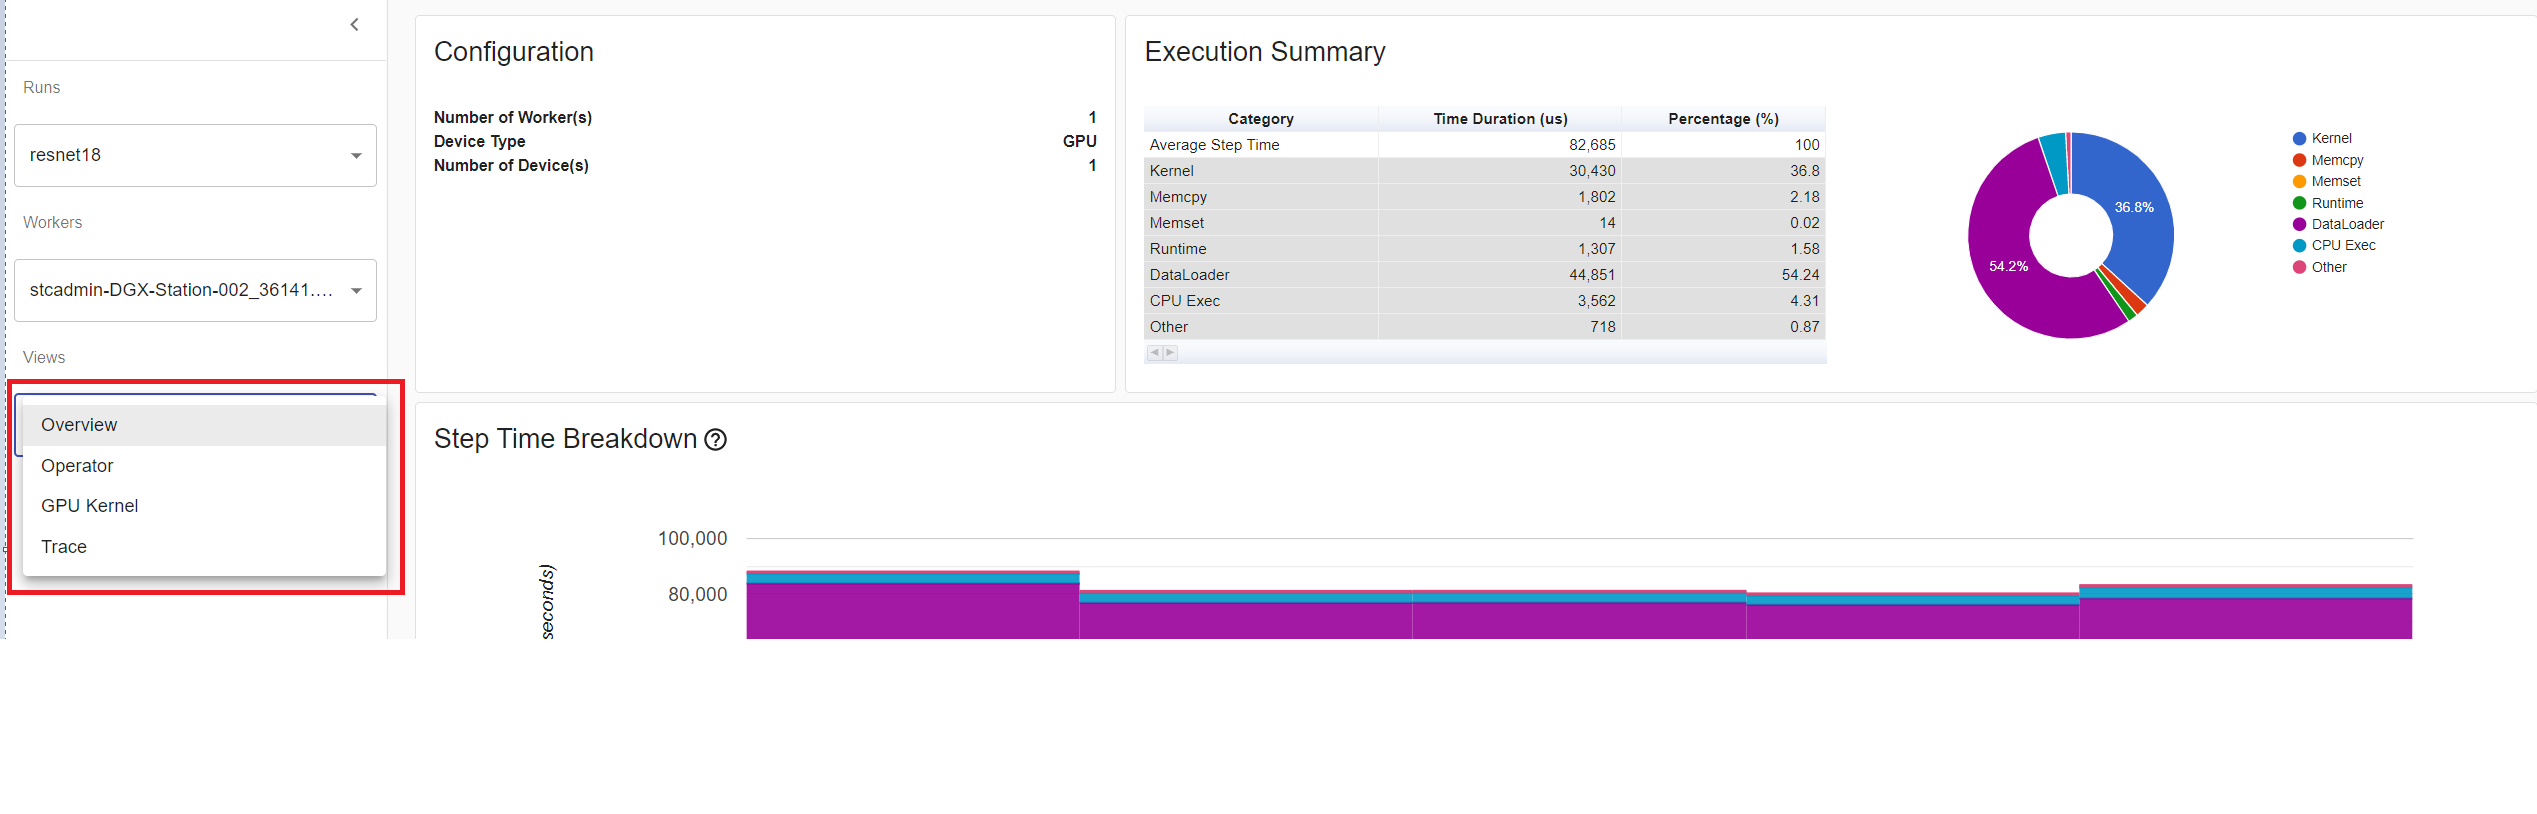 Runs
resnet18
Workers
stcadmin-DGX-Station-002_36141....
Views
Overview
Operator
GPU Kernel
Trace
Configuration
Number of Worker(s) 1
Device Type GPU
Number of Device(s) 1
Execution Summary
Category Time Duration (us) Percentage (%)
Average Step Time 82,685 100
Kernel 30,430 36.8
Memcpy 1,802 2.18
Memset 14 0.02
Runtime 1,307 1.58
DataLoader 44,851 54.24
CPU Exec 3,562 4.31
Other 718 0.87
36.8%
54.2%
Kernel
Memcpy
Memset
Runtime
DataLoader
CPU Exec
Other
Step Time Breakdown ?
100,000
80,000
seconds)